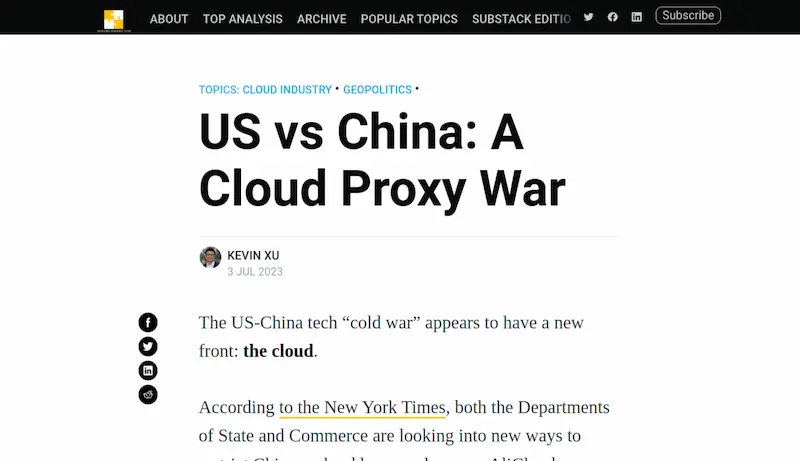 ABOUT TOP ANALYSIS ARCHIVE POPULAR TOPICS SUBSTACK EDITIO Subscribe
TOPICS: CLOUD INDUSTRY • GEOPOLITICS •
US vs China: A
Cloud Proxy War
KEVIN XU
3 JUL 2023
The US-China tech “cold war” appears to have a new
front: the cloud.
According to the New York Times, both the Departments
of State and Commerce are looking into new ways to